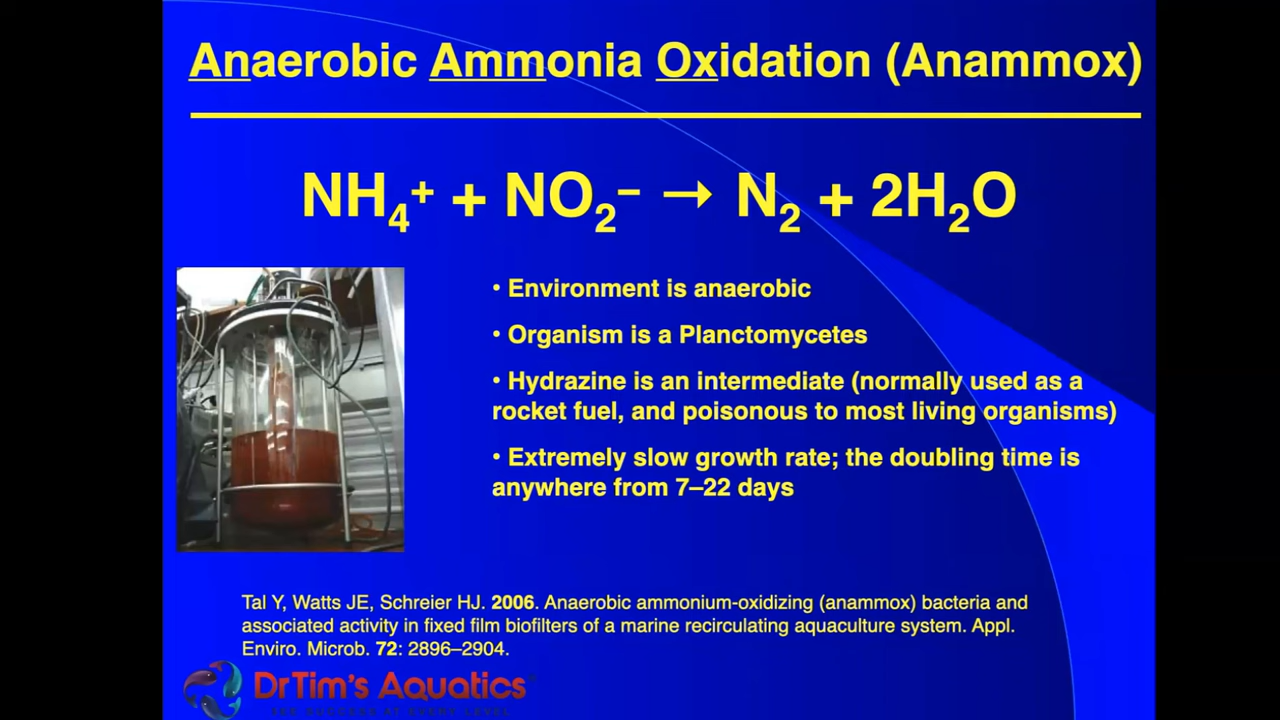 Anaerobic Ammonia Oxidation (Anammox)
NH₄⁺ + NO₂⁻ → N₂ + 2H₂O
• Environment is anaerobic
• Organism is a Planctomycetes
• Hydrazine is an intermediate (normally used as a
rocket fuel, and poisonous to most living organisms)
• Extremely slow growth rate; the doubling time is
anywhere from 7–22 days
Tal Y, Watts JE, Schreier HJ. 2006. Anaerobic ammonium-oxidizing (anammox) bacteria and
associated activity in fixed film biofilters of a marine recirculating aquaculture system. Appl.
Enviro. Microb. 72: 2896–2904.
DrTim's Aquatics